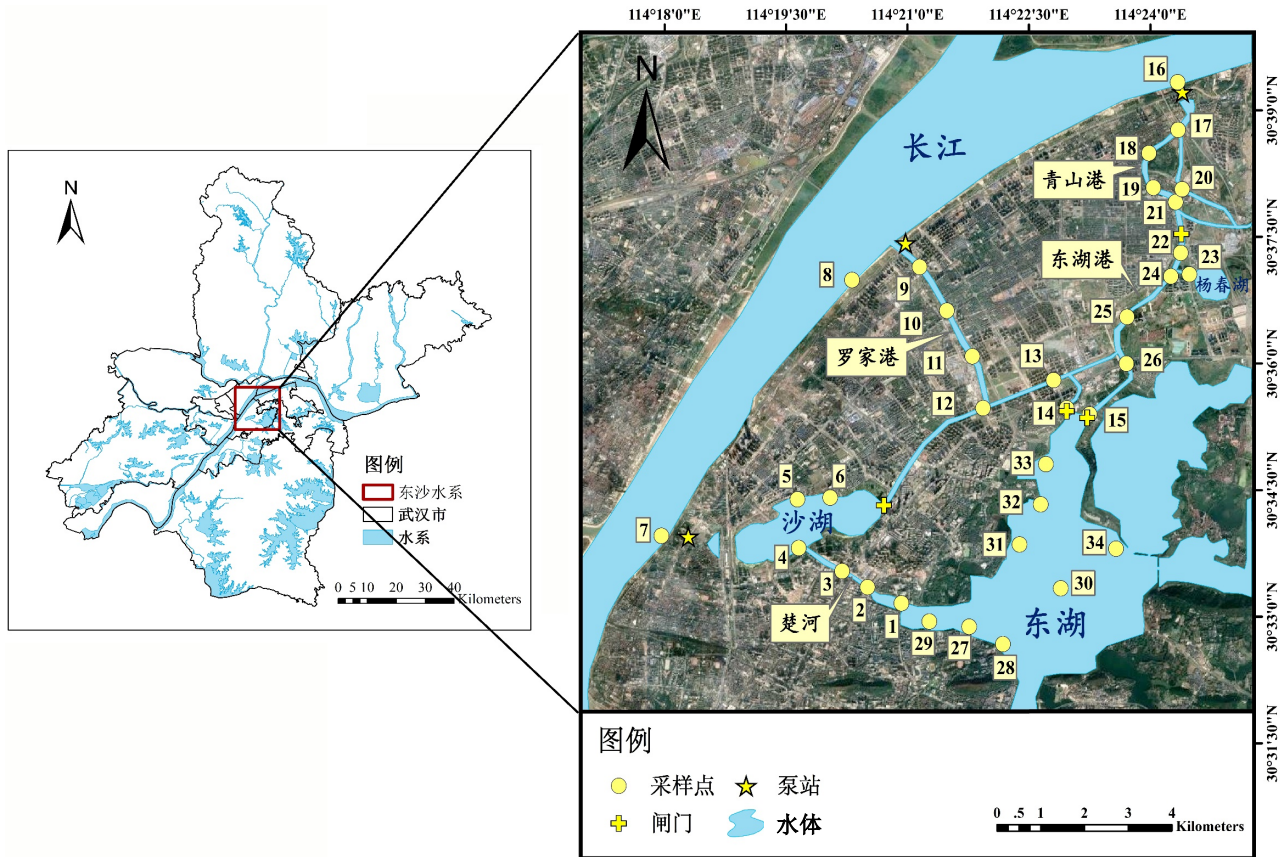 114°18'0"E
114°19'30"E
114°21'0"E
114°22'30"E
114°24'0"E
N
N
长江
16
17
18
青山港
19
20
21
22
23
东湖港
24
杨春湖
8
9
25
10
罗家港
11
13
26
12
14
15
33
5
6
32
沙湖
7
31
34
4
3
30
2
楚河
1
东湖
29
27
28
30°39'0"N
30°37'30"N
30°36'0"N
30°34'30"N
30°33'0"N
30°31'30"N
图例
东沙水系
武汉市
水系
0 5 10 20 30 40
Kilometers
图例
采样点
泵站
闸门
水体
0 .5 1 2 3 4
Kilometers